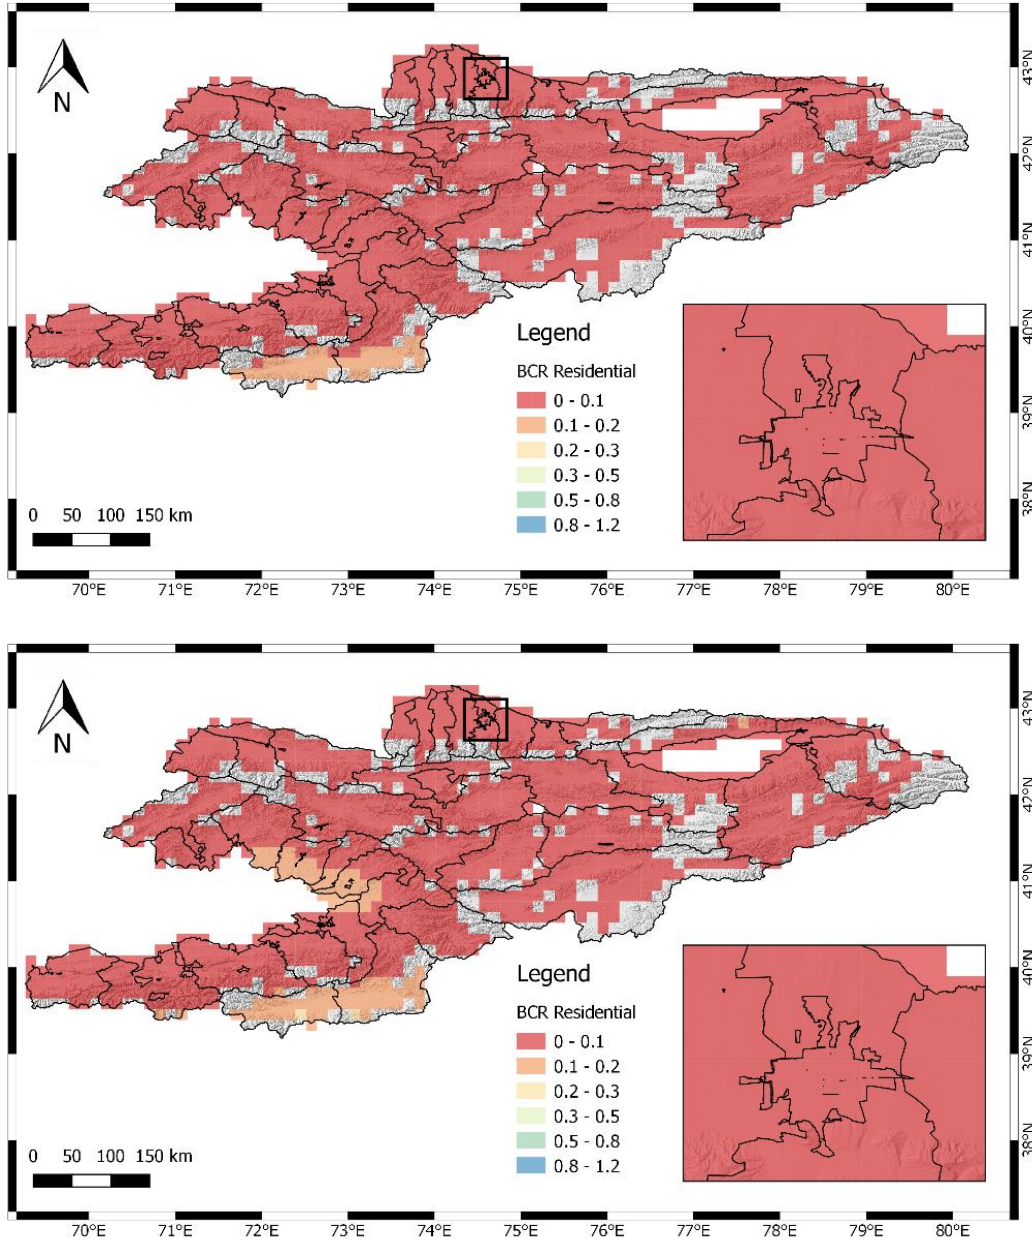 N
43°N
42°N
41°N
40°N
39°N
38°N
Legend
BCR Residential
0 - 0.1
0.1 - 0.2
0.2 - 0.3
0.3 - 0.5
0.5 - 0.8
0.8 - 1.2
0 50 100 150 km
70°E 71°E 72°E 73°E 74°E 75°E 76°E 77°E 78°E 79°E 80°E
N
43°N
42°N
41°N
40°N
39°N
38°N
Legend
BCR Residential
0 - 0.1
0.1 - 0.2
0.2 - 0.3
0.3 - 0.5
0.5 - 0.8
0.8 - 1.2
0 50 100 150 km
70°E 71°E 72°E 73°E 74°E 75°E 76°E 77°E 78°E 79°E 80°E